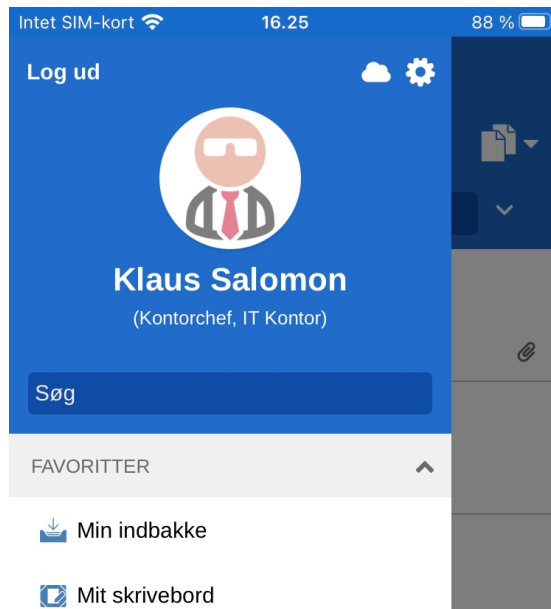 Intet SIM-kort 16.25 88 %
Log ud
Klaus Salomon
(Kontorchef, IT Kontor)
Søg
FAVORITTER
Min indbakke
Mit skrivebord